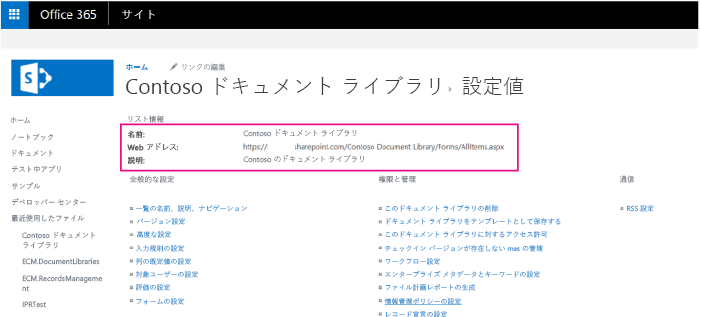 Office 365 サイト
ホーム リンクの編集
Contoso ドキュメント ライブラリ › 設定値
リスト情報
名前: Contoso ドキュメント ライブラリ
Web アドレス: https://i sharepoint.com/Contoso Document Library/Forms/AllItems.aspx
説明: Contoso のドキュメント ライブラリ
ホーム
ノートブック
ドキュメント
テスト中アプリ
サンプル
デベロッパー センター
最近使用したファイル
Contoso ドキュメント
ライブラリ
ECM.DocumentLibraries
ECM.RecordsManageme
nt
IPRTest
全般的な設定
一覧の名前、説明、ナビゲーション
バージョン設定
高度な設定
入力規則の設定
列の既定値の設定
対象ユーザーの設定
評価の設定
フォームの設定
権限と管理
このドキュメント ライブラリの削除
ドキュメント ライブラリをテンプレートとして保存する
このドキュメント ライブラリに対するアクセス許可
チェックイン バージョンが存在しない mes の管理
ワークフロー設定
エンタープライズ メタデータとキーワードの設定
ファイル計画レポートの生成
情報管理ポリシーの設定
レコード宣言の設定
通信
RSS 設定